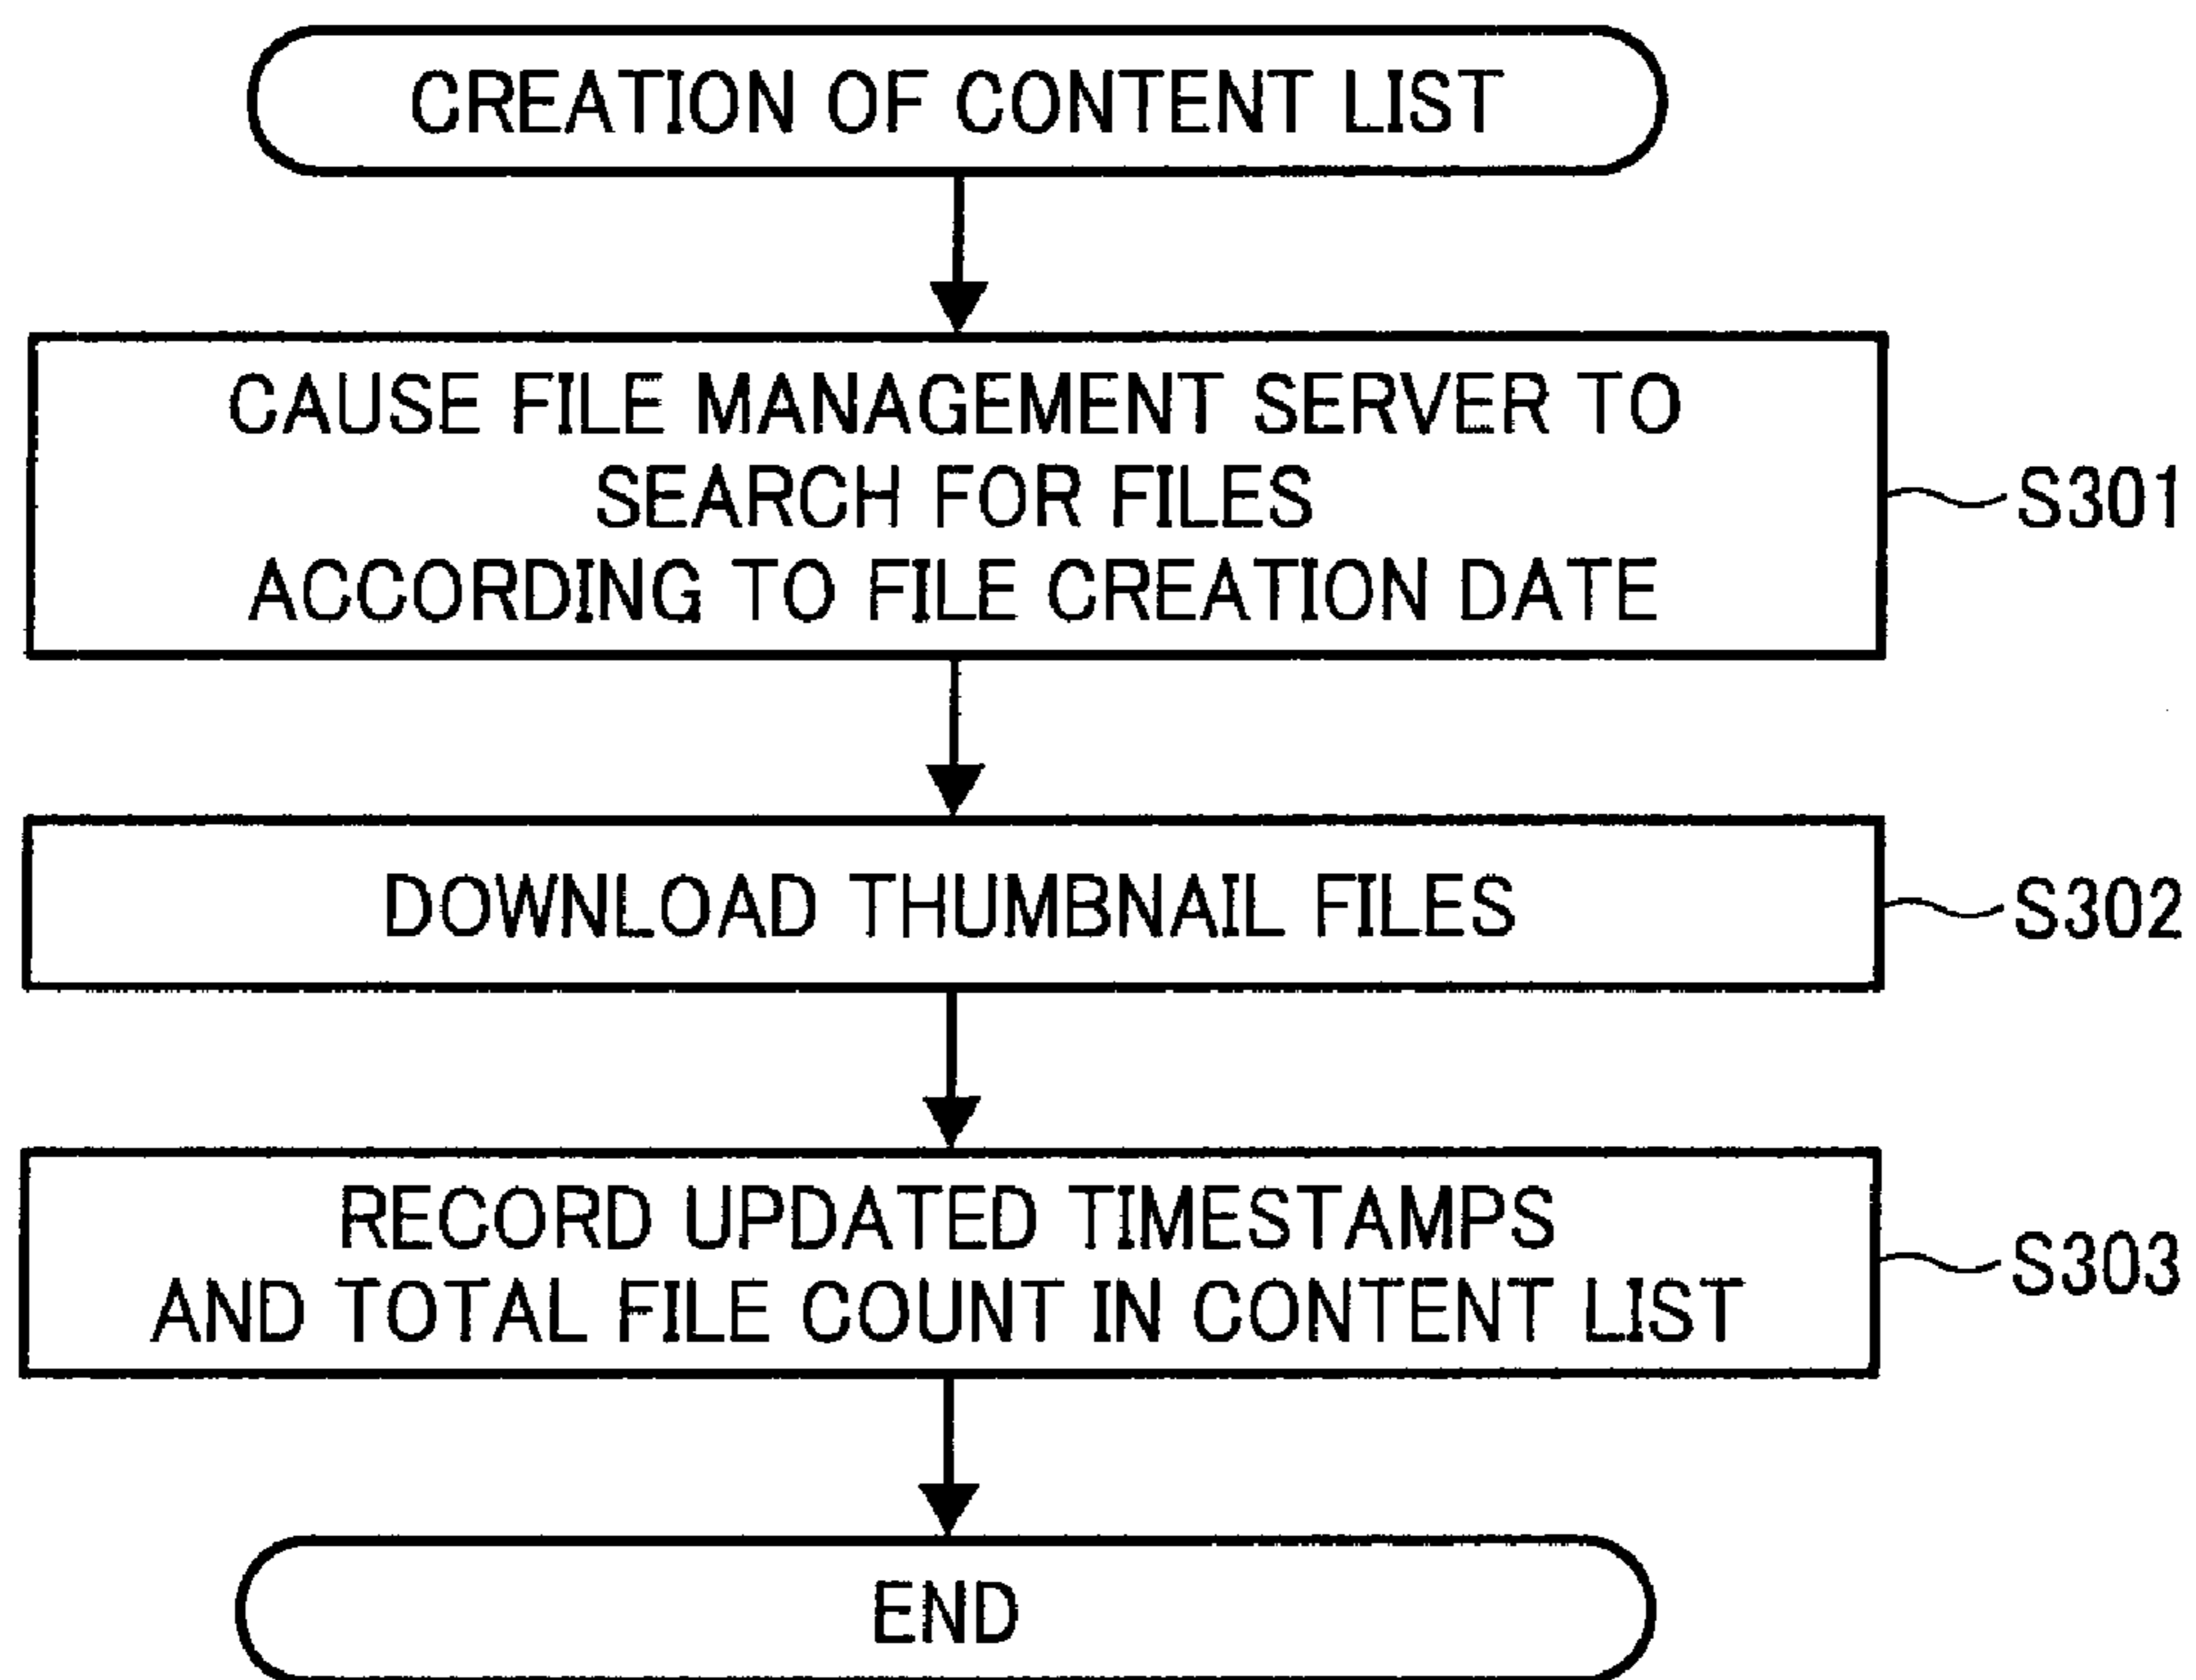 CREATION OF CONTENT LIST
CAUSE FILE MANAGEMENT SERVER TO
SEARCH FOR FILES
ACCORDING TO FILE CREATION DATE
S301
DOWNLOAD THUMBNAIL FILES
S302
RECORD UPDATED TIMESTAMPS
AND TOTAL FILE COUNT IN CONTENT LIST
S303
END